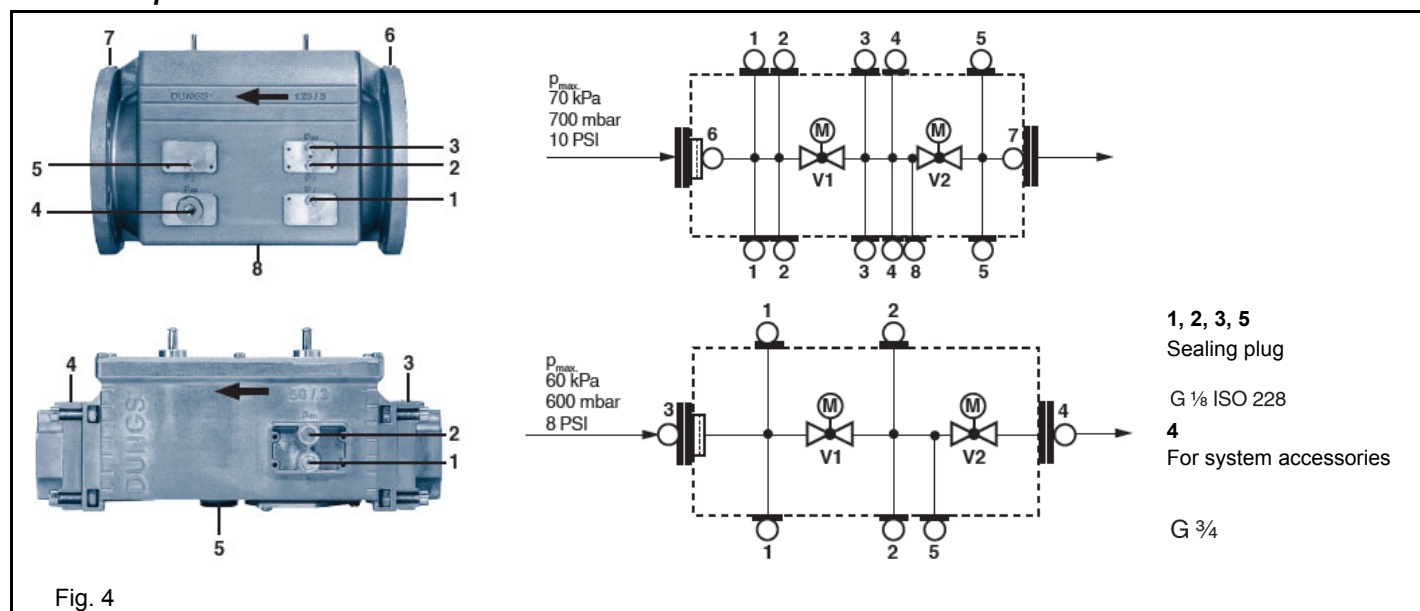 7
6
DUNGS
125 / 5
3
2
1
5
4
8
1 2 3 4 5
pmax.
70 kPa
700 mbar
10 PSI
6
M
M
7
V1
V2
1 2 3 4 8 5
4
3
50 / 2
DUNGS
2
1
5
1 2
pmax.
60 kPa
600 mbar
8 PSI
3
M
M
4
V1
V2
1 2 5
1, 2, 3, 5
Sealing plug
G ⅛ ISO 228
4
For system accessories
G ¾
Fig. 4